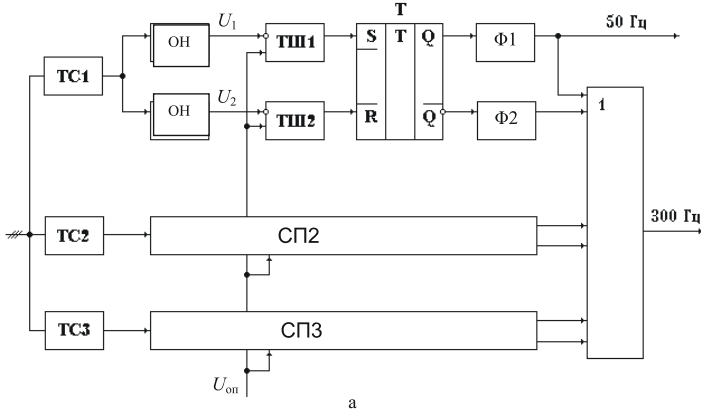 Т
50 Гц
U1
ТС1
ОН
ТШ1
S
Т
Q
Ф1
U2
ОН
ТШ2
R
Q
Ф2
1
300 Гц
ТС2
СП2
ТС3
СП3
Uоп
а